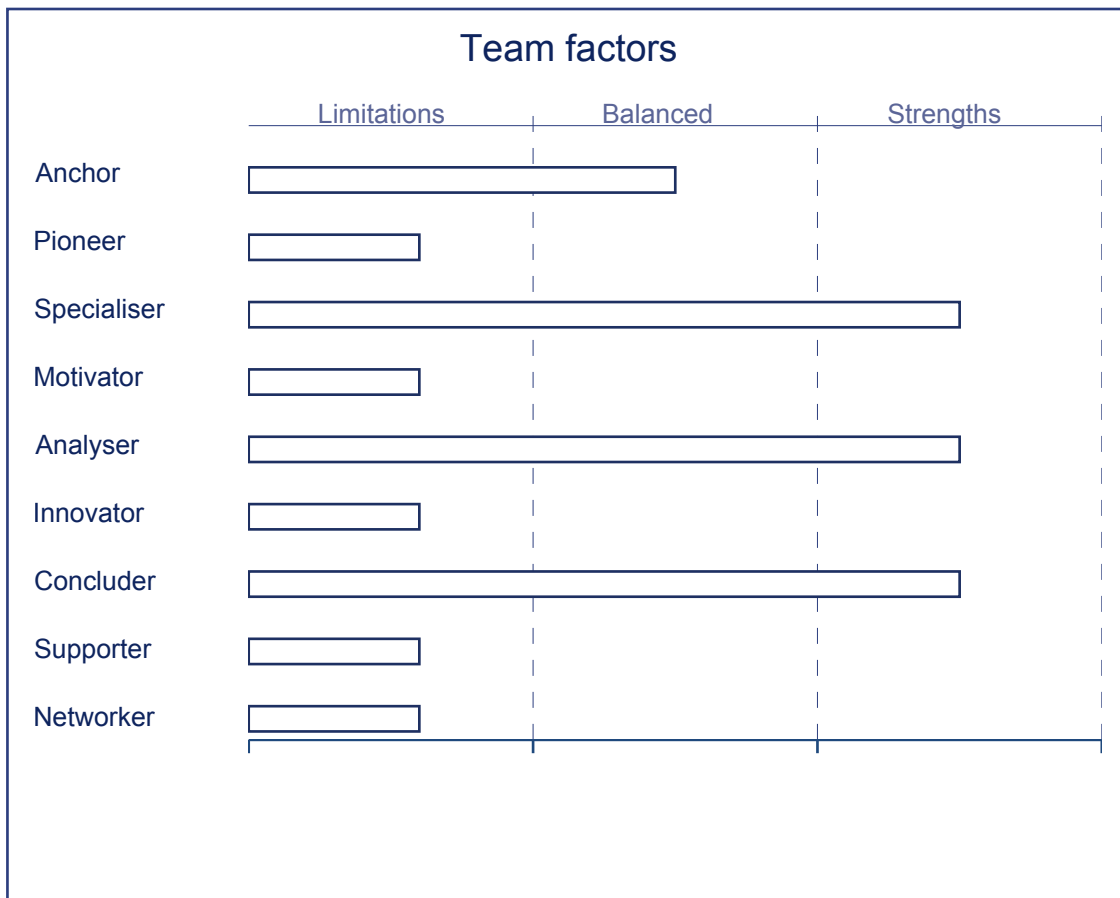 Team factors
Limitations Balanced Strengths
Anchor
Pioneer
Specialiser
Motivator
Analyser
Innovator
Concluder
Supporter
Networker